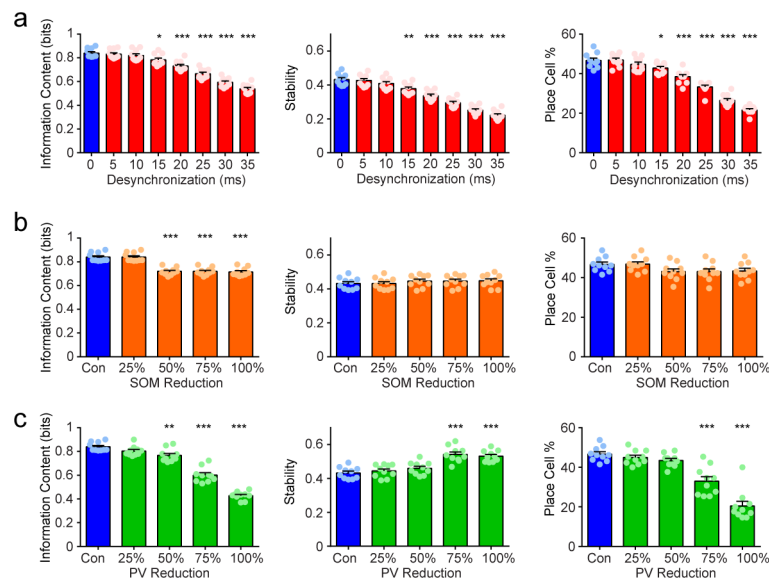 a
Information Content (bits)
1
0.8
0.6
0.4
0.2
0
* *** *** *** ***
0 5 10 15 20 25 30 35
Desynchronization (ms)
Stability
0.6
0.4
0.2
0
** *** *** *** ***
0 5 10 15 20 25 30 35
Desynchronization (ms)
Place Cell %
60
40
20
0
* *** *** *** ***
0 5 10 15 20 25 30 35
Desynchronization (ms)
b
Information Content (bits)
1
0.8
0.6
0.4
0.2
0
*** *** ***
Con 25% 50% 75% 100%
SOM Reduction
Stability
0.6
0.4
0.2
0
Con 25% 50% 75% 100%
SOM Reduction
Place Cell %
60
40
20
0
Con 25% 50% 75% 100%
SOM Reduction
c
Information Content (bits)
1
0.8
0.6
0.4
0.2
0
** *** ***
Con 25% 50% 75% 100%
PV Reduction
Stability
0.6
0.4
0.2
0
*** ***
Con 25% 50% 75% 100%
PV Reduction
Place Cell %
60
40
20
0
*** ***
Con 25% 50% 75% 100%
PV Reduction